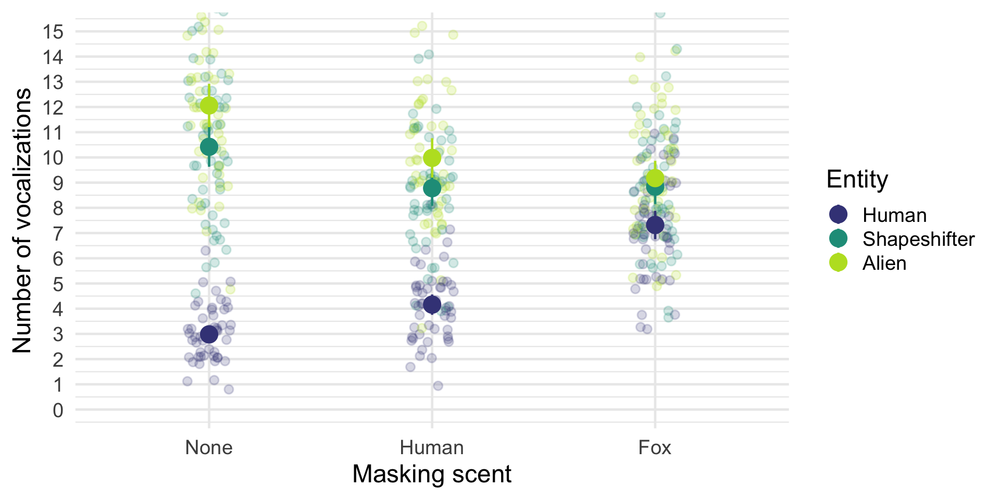 Number of vocalizations
15
14
13
12
11
10
9
8
7
6
5
4
3
2
1
0
None Human Fox
Masking scent
Entity
Human
Shapeshifter
Alien